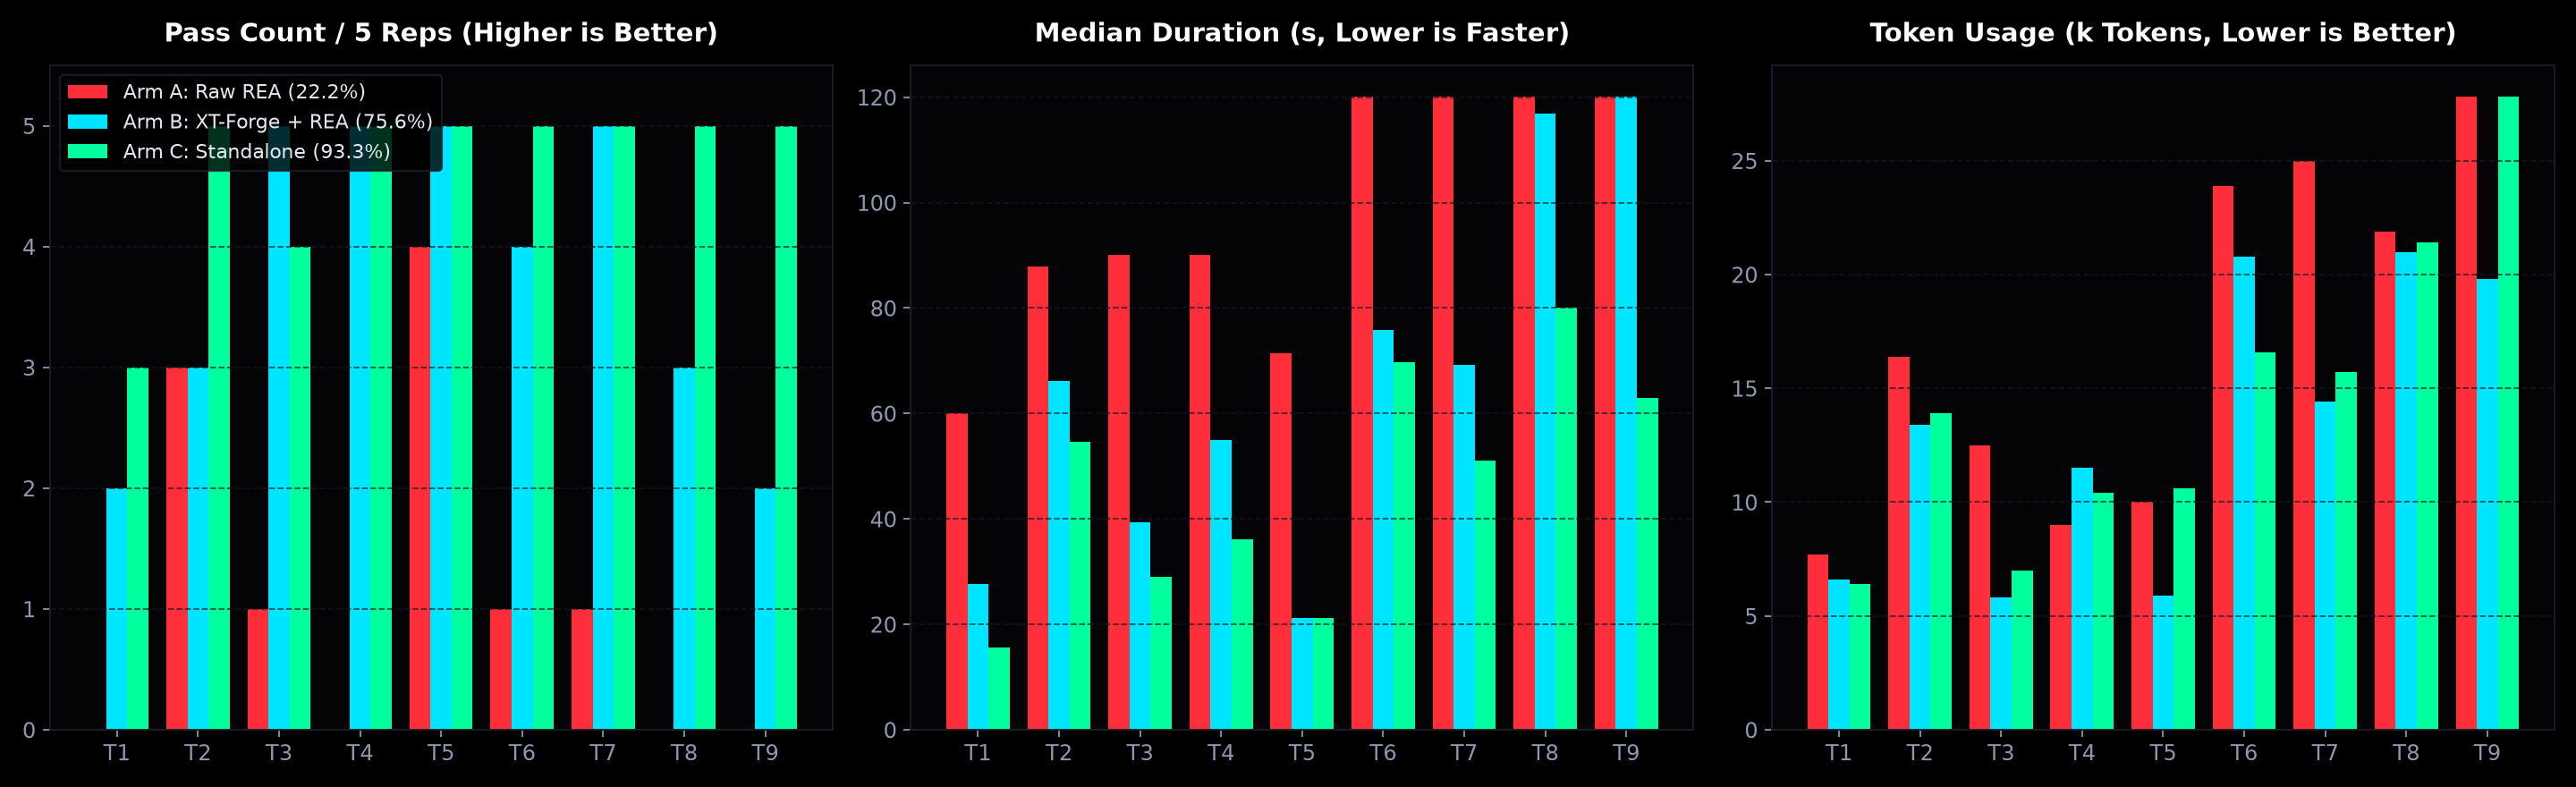 Pass Count / 5 Reps (Higher is Better)
Arm A: Raw REA (22.2%)
Arm B: XT-Forge + REA (75.6%)
Arm C: Standalone (93.3%)
5
4
3
2
1
0
T1 T2 T3 T4 T5 T6 T7 T8 T9
Median Duration (s, Lower is Faster)
120
100
80
60
40
20
0
T1 T2 T3 T4 T5 T6 T7 T8 T9
Token Usage (k Tokens, Lower is Better)
25
20
15
10
5
0
T1 T2 T3 T4 T5 T6 T7 T8 T9